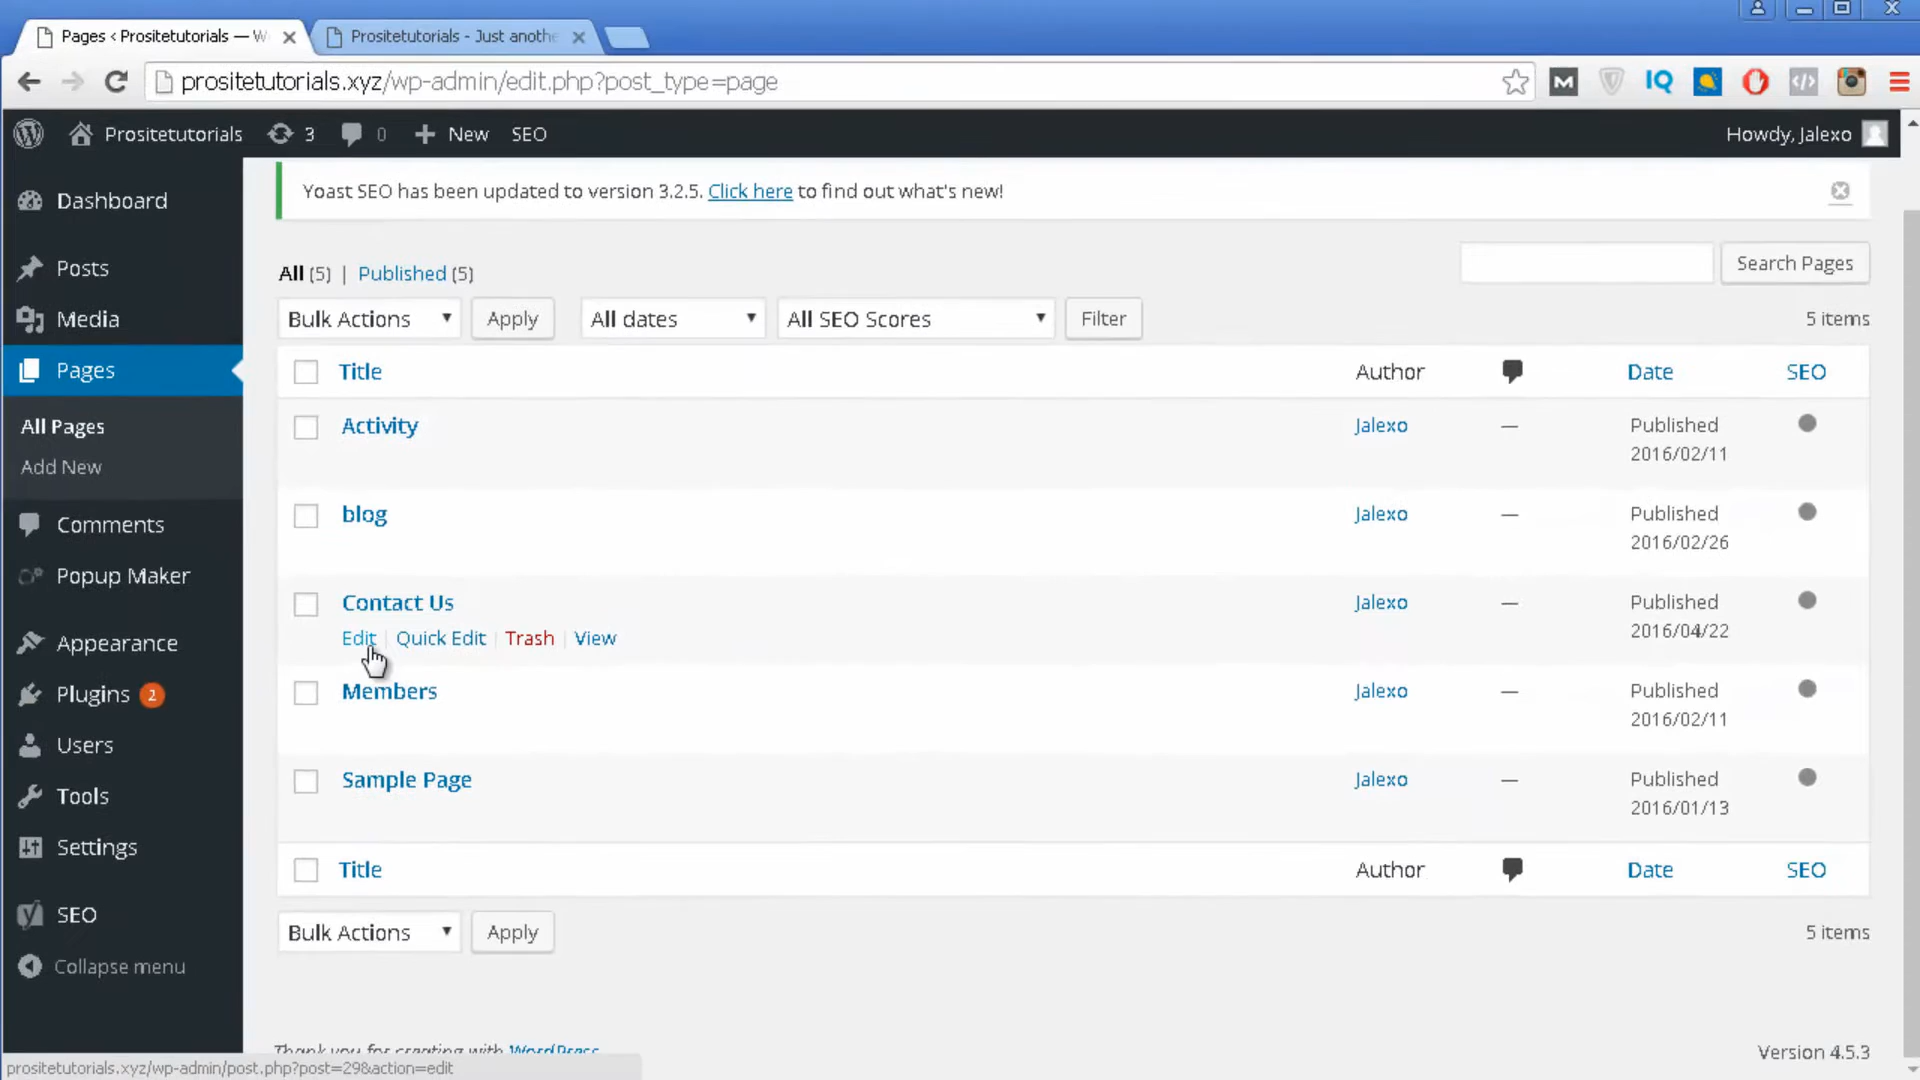 Pages < Prositetutorials — W
Prositetutorials - Just anothe
prositetutorials.xyz/wp-admin/edit.php?post_type=page
M
IQ
Prositetutorials
3
0
New
SEO
Howdy, Jalexo
Dashboard
Posts
Media
Pages
All Pages
Add New
Comments
Popup Maker
Appearance
Plugins 2
Users
Tools
Settings
SEO
Collapse menu
Yoast SEO has been updated to version 3.2.5. Click here to find out what's new!
All (5) | Published (5)
Search Pages
Bulk Actions
Apply
All dates
All SEO Scores
Filter
5 items
Title Author Date SEO
Activity Jalexo — Published
2016/02/11
blog Jalexo — Published
2016/02/26
Contact Us Jalexo — Published
2016/04/22
Edit | Quick Edit | Trash | View
Members Jalexo — Published
2016/02/11
Sample Page Jalexo — Published
2016/01/13
Title Author Date SEO
Bulk Actions
Apply
5 items
Thank you for creating with WordPress
Version 4.5.3
prositetutorials.xyz/wp-admin/post.php?post=29&action=edit